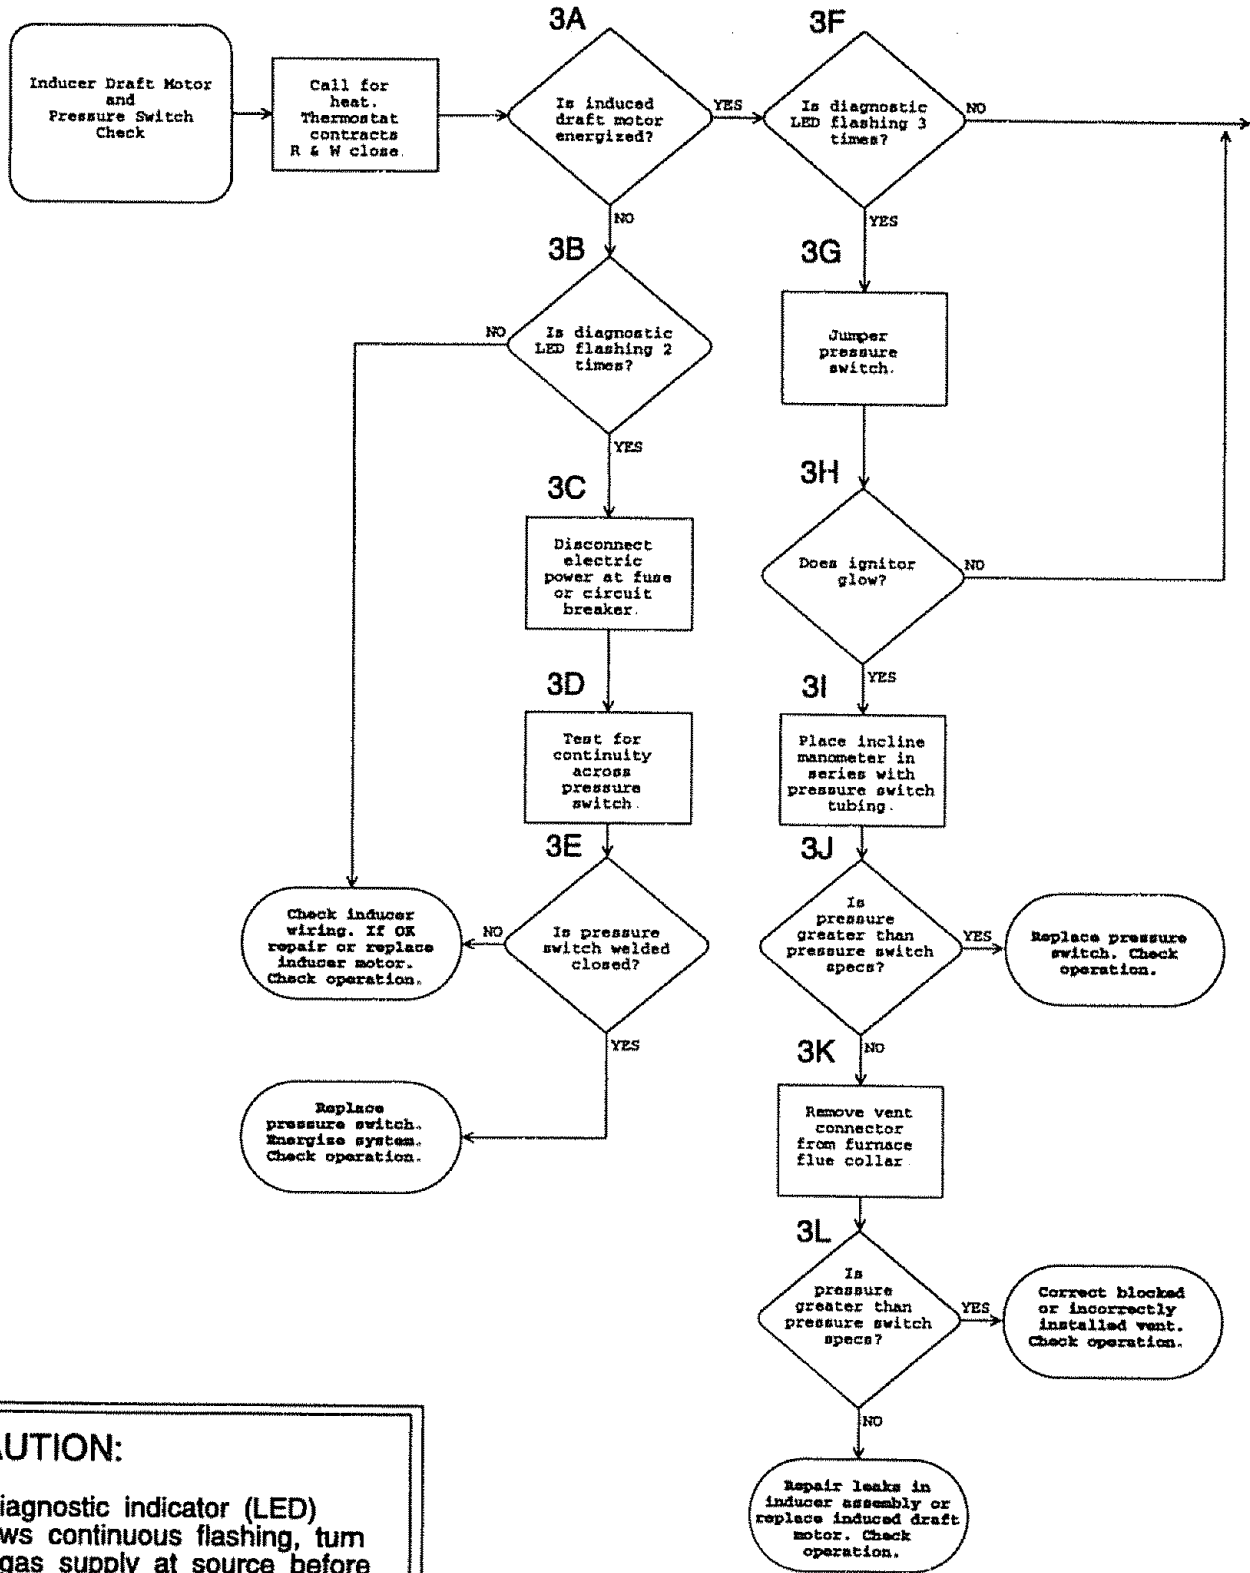 Inducer Draft Motor
and
Pressure Switch
Check
Call for
heat.
Thermostat
contracts
R & W close.
3A
Is induced
draft motor
energized?
YES
NO
3F
Is diagnostic
LED flashing 3
times?
NO
YES
3B
Is diagnostic
LED flashing 2
times?
NO
YES
3G
Jumper
pressure
switch.
3C
Disconnect
electric
power at fuse
or circuit
breaker.
3H
Does ignitor
glow?
NO
YES
3D
Test for
continuity
across
pressure
switch.
3I
Place incline
manometer in
series with
pressure switch
tubing.
3E
Is pressure
switch welded
closed?
NO
YES
Check inducer
wiring. If OK
repair or replace
inducer motor.
Check operation.
3J
Is
pressure
greater than
pressure switch
specs?
YES
NO
Replace pressure
switch. Check
operation.
Replace
pressure switch.
Energise system.
Check operation.
3K
Remove vent
connector
from furnace
flue collar
3L
Is
pressure
greater than
pressure switch
specs?
YES
NO
Correct blocked
or incorrectly
installed vent.
Check operation.
Repair leaks in
inducer assembly or
replace induced draft
motor. Check
operation.
AUTION:
iagnostic indicator (LED)
ws continuous flashing, turn
gas supply at source before